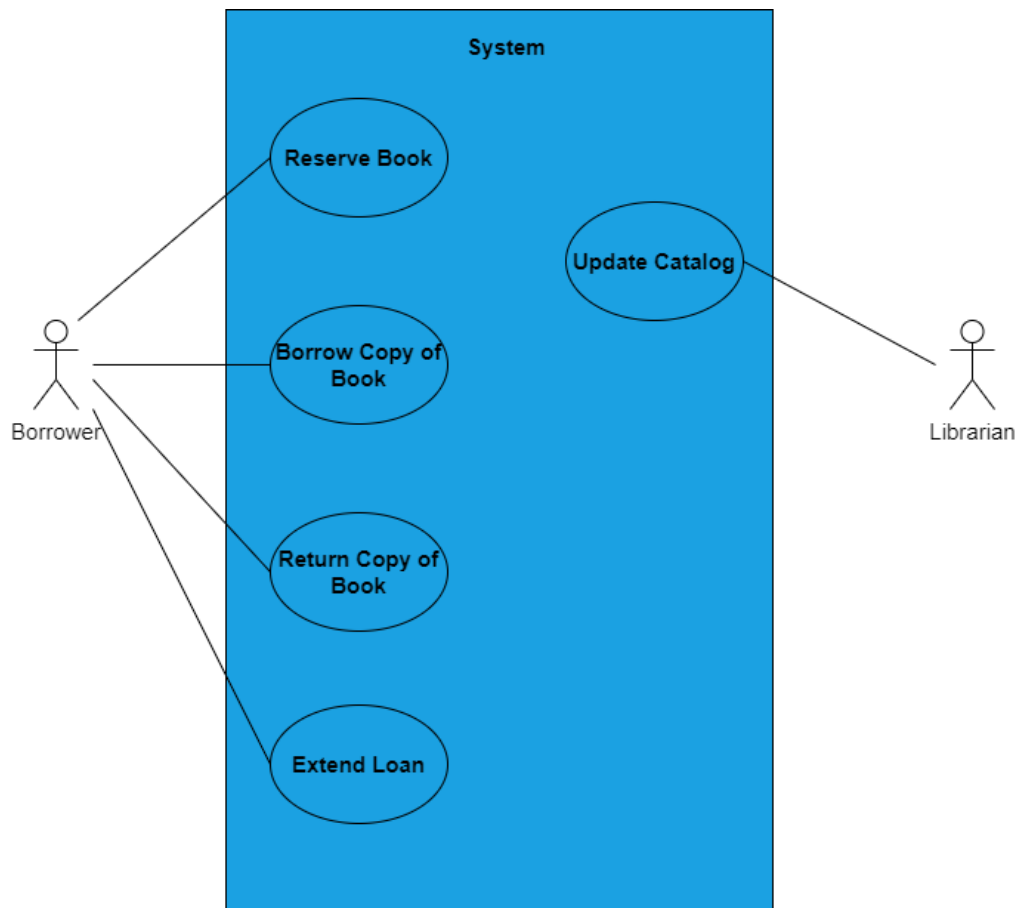 System
Reserve Book
Update Catalog
Borrow Copy of
Book
Borrower
Librarian
Return Copy of
Book
Extend Loan